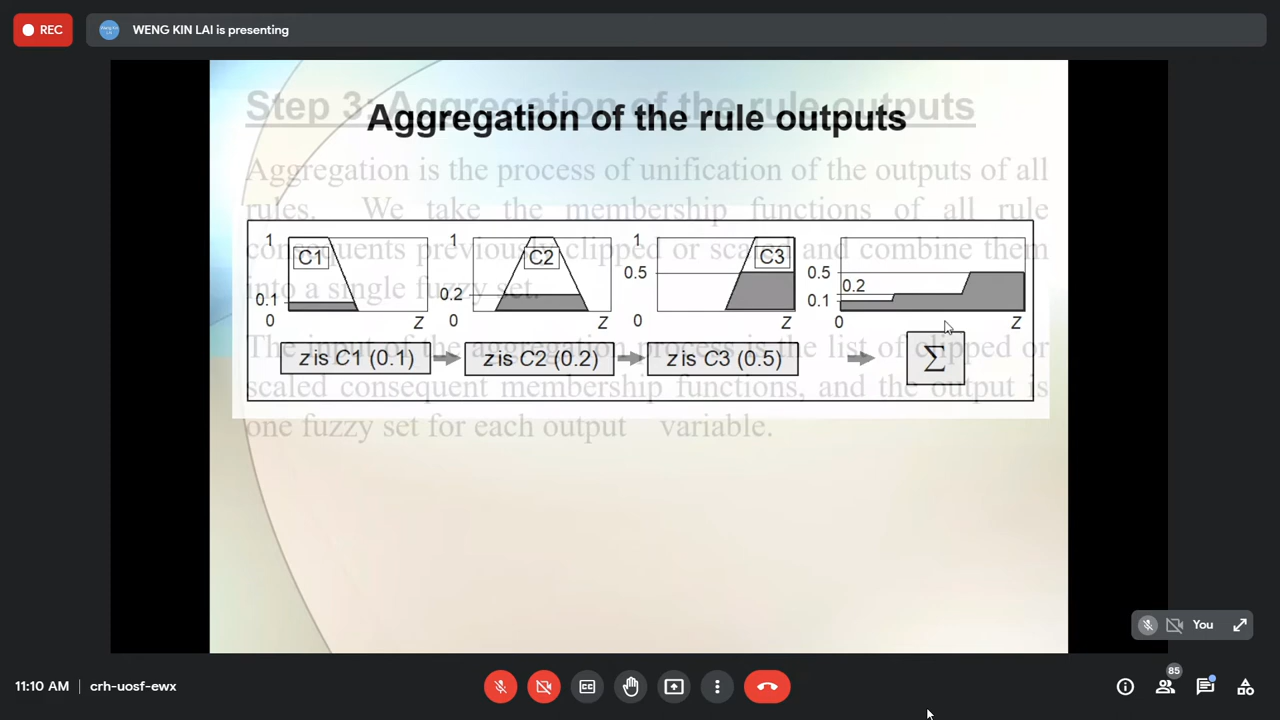 REC
WENG KIN LAI is presenting
Step 3: Aggregation of the rule outputs
Aggregation of the rule outputs
Aggregation is the process of unification of the outputs of all
rules. We take the membership functions of all rule
consequents previously clipped or scaled and combine them
into a single fuzzy set.
The input of the aggregation process is the list of clipped or
scaled consequent membership functions, and the output is
one fuzzy set for each output variable.
1 C1 0.1 0 Z
1 C2 0.2 0 Z
1 C3 0.5 0 Z
0.5 0.2 0.1 0 Z
z is C1 (0.1) z is C2 (0.2) z is C3 (0.5) Σ
You
11:10 AM | crh-uosf-ewx
CC
85